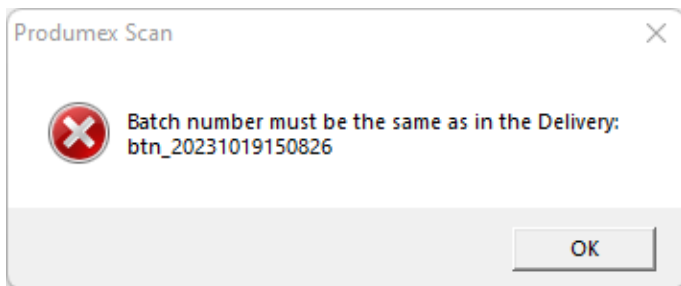 Produmex Scan
Batch number must be the same as in the Delivery:
btn_20231019150826
OK